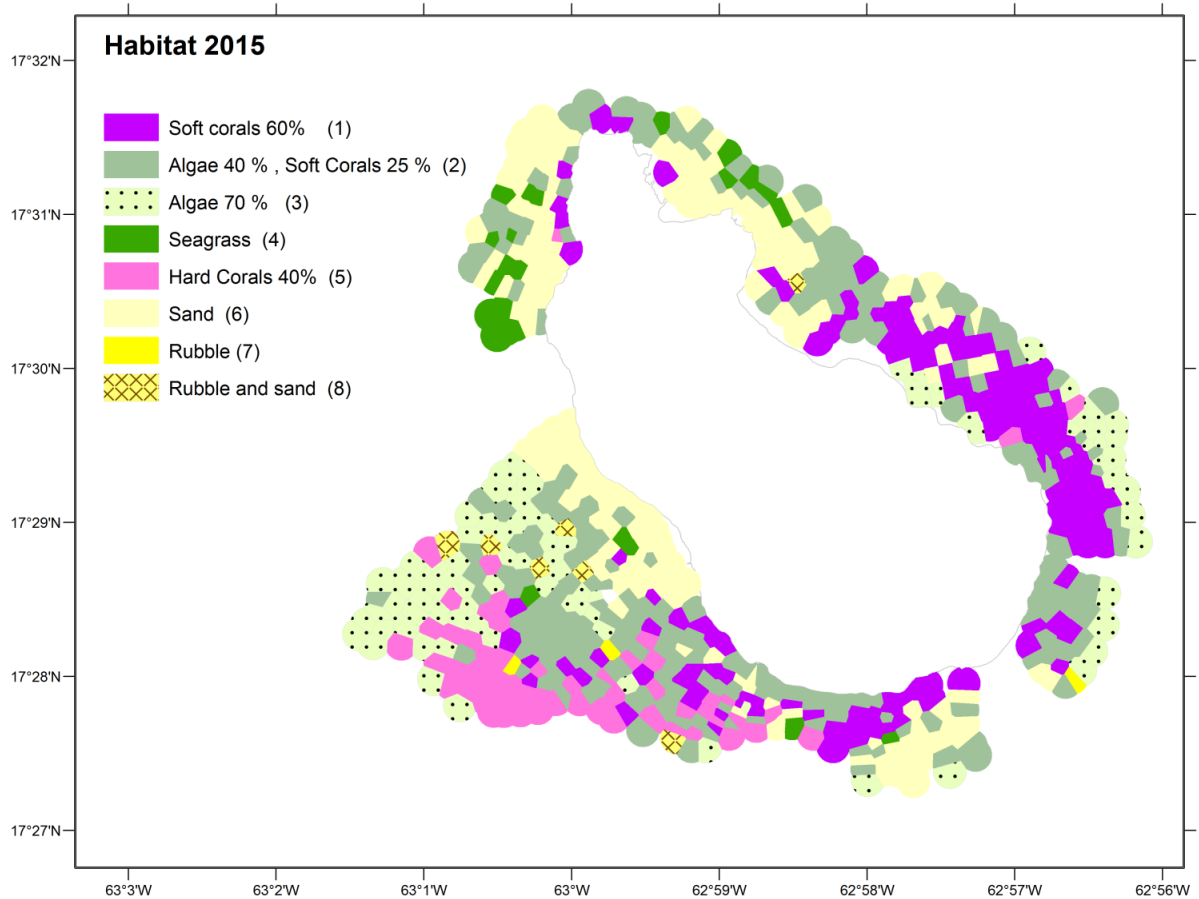 Habitat 2015
Soft corals 60% (1)
Algae 40 % , Soft Corals 25 % (2)
Algae 70 % (3)
Seagrass (4)
Hard Corals 40% (5)
Sand (6)
Rubble (7)
Rubble and sand (8)
17°32'N
17°31'N
17°30'N
17°29'N
17°28'N
17°27'N
63°3'W
63°2'W
63°1'W
63°W
62°59'W
62°58'W
62°57'W
62°56'W